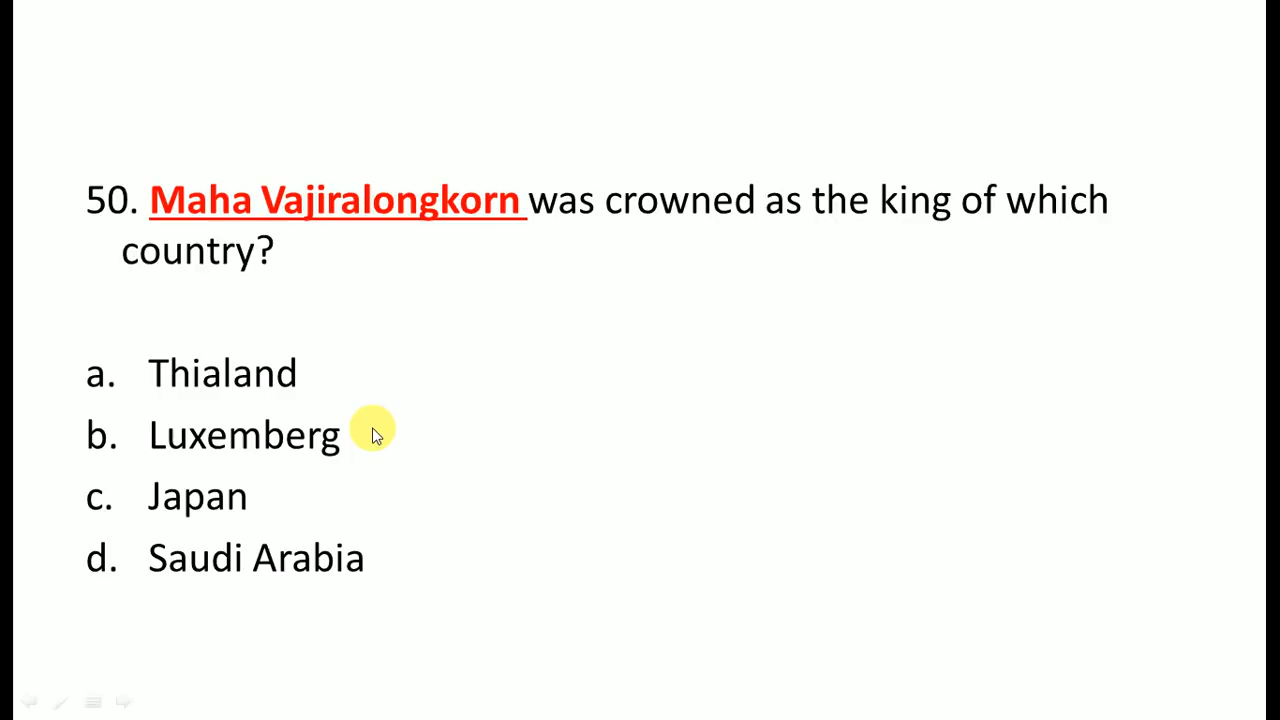 50. Maha Vajiralongkorn was crowned as the king of which
country?
a. Thialand
b. Luxemberg
c. Japan
d. Saudi Arabia